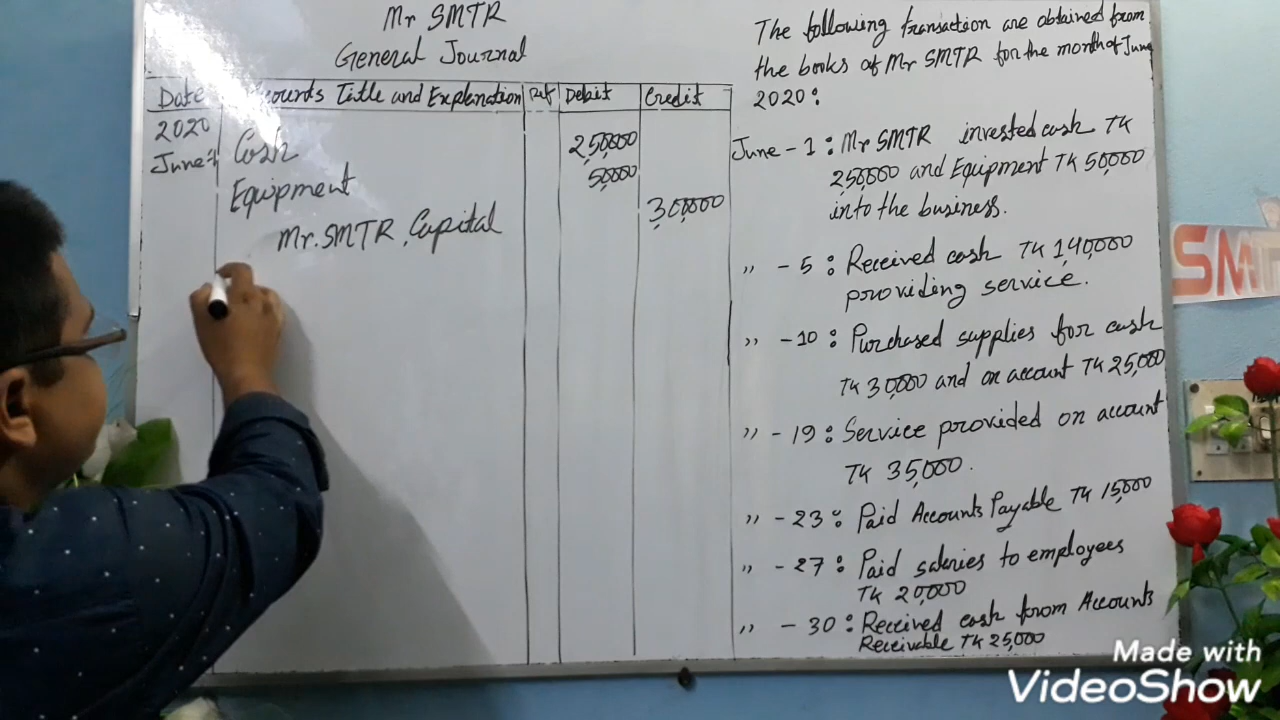 Mr SMTR
General Journal
Date
Title and Explanation
Ref
Debit
Credit
2020
June-1
Cash
2,50,000
Equipment
50,000
Mr. SMTR, Capital
3,00,000
The following transaction are obtained from
the books of Mr SMTR for the month of June
2020:
June - 1 : Mr SMTR invested cash TK
250,000 and Equipment TK 50,000
into the business.
,, - 5 : Received cash TK 1,40,000
providing service.
,, - 10 : Purchased supplies for cash
TK 30,000 and on account TK 25,000
,, - 19 : Service provided on account
TK 35,000.
,, - 23 : Paid Accounts Payable TK 15,000
,, - 27 : Paid salaries to employees
TK 20,000
,, - 30 : Received cash from Accounts
Receivable TK 25,000
Made with
VideoShow